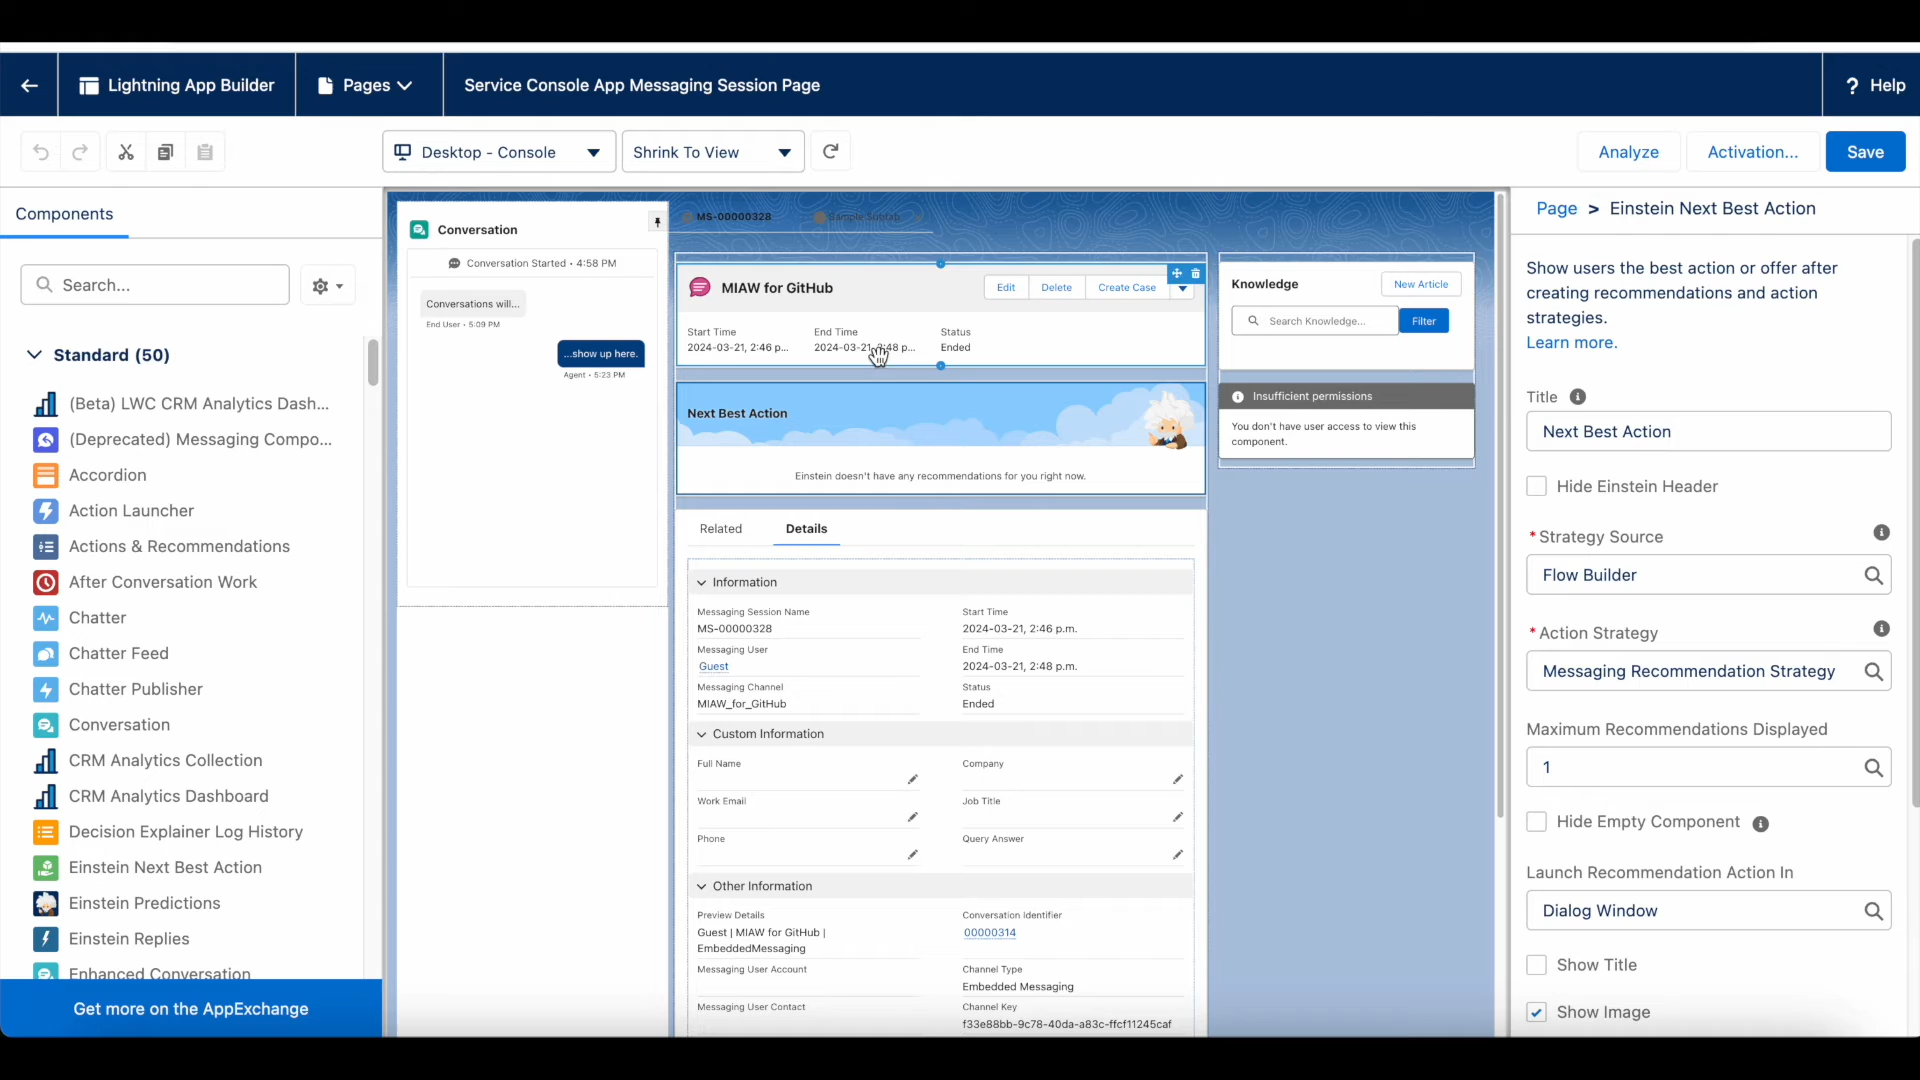 Lightning App Builder
Pages
Service Console App Messaging Session Page
? Help
Desktop - Console
Shrink To View
Analyze
Activation...
Save
Components
Search...
Standard (50)
(Beta) LWC CRM Analytics Dash...
(Deprecated) Messaging Compo...
Accordion
Action Launcher
Actions & Recommendations
After Conversation Work
Chatter
Chatter Feed
Chatter Publisher
Conversation
CRM Analytics Collection
CRM Analytics Dashboard
Decision Explainer Log History
Einstein Next Best Action
Einstein Predictions
Einstein Replies
Enhanced Conversation
Get more on the AppExchange
Conversation
Conversation Started • 4:58 PM
Conversations will...
End User • 5:09 PM
...show up here.
Agent • 5:23 PM
MS-00000328
Sample Subtab
MIAW for GitHub
Edit
Delete
Create Case
Start Time
End Time
Status
2024-03-21, 2:46 p...
2024-03-21, 2:48 p...
Ended
Next Best Action
Einstein doesn't have any recommendations for you right now.
Related
Details
Information
Messaging Session Name
Start Time
MS-00000328
2024-03-21, 2:46 p.m.
Messaging User
End Time
Guest
2024-03-21, 2:48 p.m.
Messaging Channel
Status
MIAW_for_GitHub
Ended
Custom Information
Full Name
Company
Work Email
Job Title
Phone
Query Answer
Other Information
Preview Details
Conversation Identifier
Guest | MIAW for GitHub |
00000314
EmbeddedMessaging
Messaging User Account
Channel Type
Embedded Messaging
Messaging User Contact
Channel Key
f33e88bb-9c78-40da-a83c-ffcf11245caf
Knowledge
New Article
Search Knowledge...
Filter
Insufficient permissions
You don't have user access to view this
component.
Page > Einstein Next Best Action
Show users the best action or offer after
creating recommendations and action
strategies.
Learn more.
Title
Next Best Action
Hide Einstein Header
* Strategy Source
Flow Builder
* Action Strategy
Messaging Recommendation Strategy
Maximum Recommendations Displayed
1
Hide Empty Component
Launch Recommendation Action In
Dialog Window
Show Title
Show Image